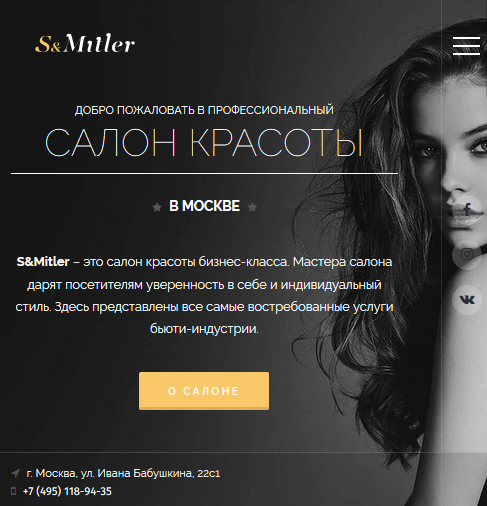 S&Mitler
ДОБРО ПОЖАЛОВАТЬ В ПРОФЕССИОНАЛЬНЫЙ
САЛОН КРАСОТЫ
В МОСКВЕ
S&Mitler – это салон красоты бизнес-класса. Мастера салона
дарят посетителям уверенность в себе и индивидуальный
стиль. Здесь представлены все самые востребованные услуги
бьюти-индустрии.
О САЛОНЕ
г. Москва, ул. Ивана Бабушкина, 22с1
+7 (495) 118-94-35